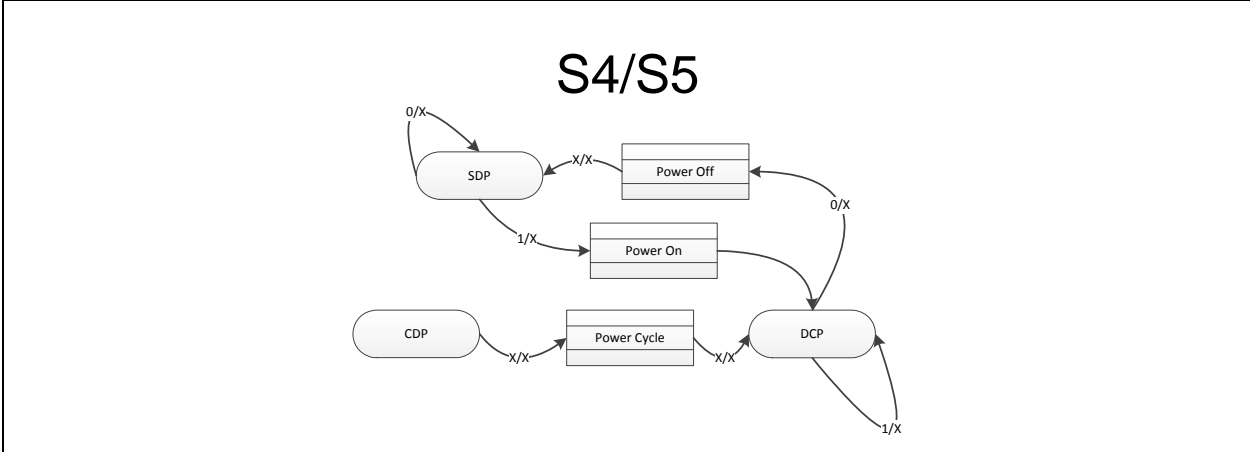 S4/S5
0/X
SDP
X/X
Power Off
0/X
1/X
Power On
CDP
X/X
Power Cycle
X/X
DCP
1/X